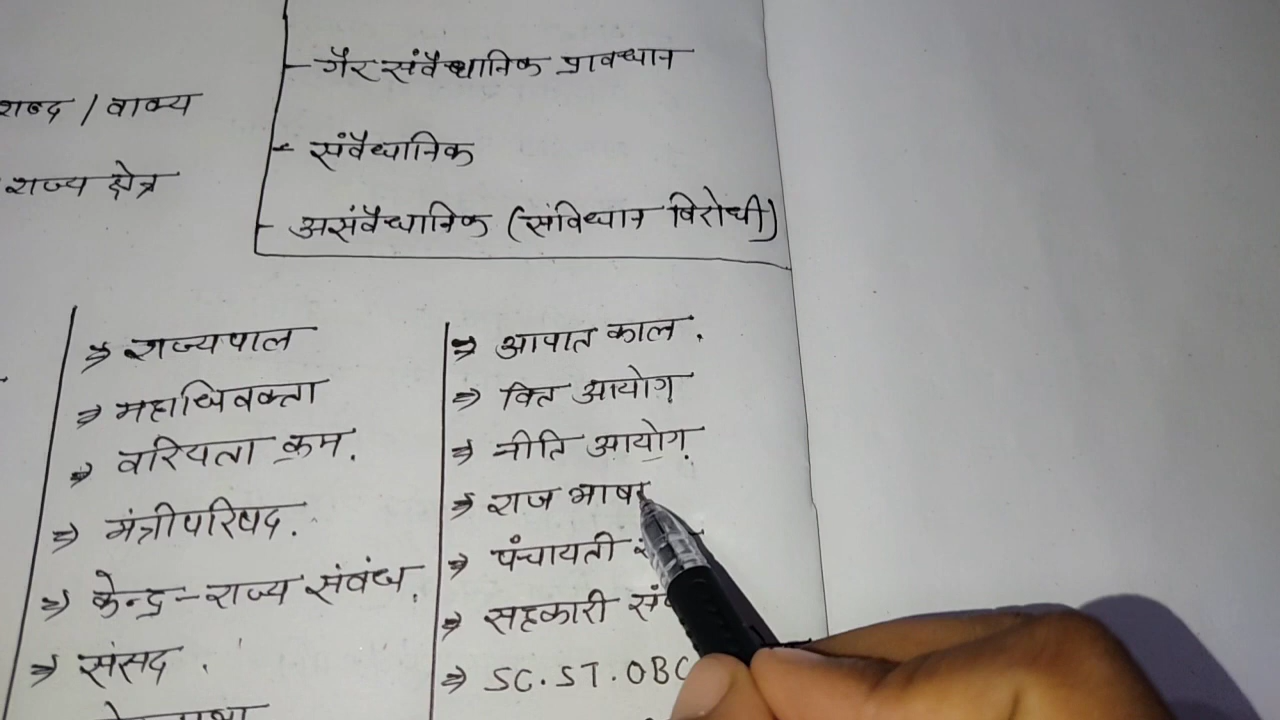 गैर संवैधानिक प्रावधान
शब्द / वाक्य
संवैधानिक
राज्य क्षेत्र
असंवैधानिक (संविधान विरोधी)
⇒ राज्यपाल
⇒ महाधिवक्ता
⇒ वरियता क्रम.
⇒ मंत्रीपरिषद.
⇒ केन्द्र-राज्य संबंध.
⇒ संसद.
⇒ आपात काल.
⇒ वित्त आयोग
⇒ नीति आयोग.
⇒ राज भाषा
⇒ पंचायती
⇒ सहकारी
⇒ SC. ST. OBC